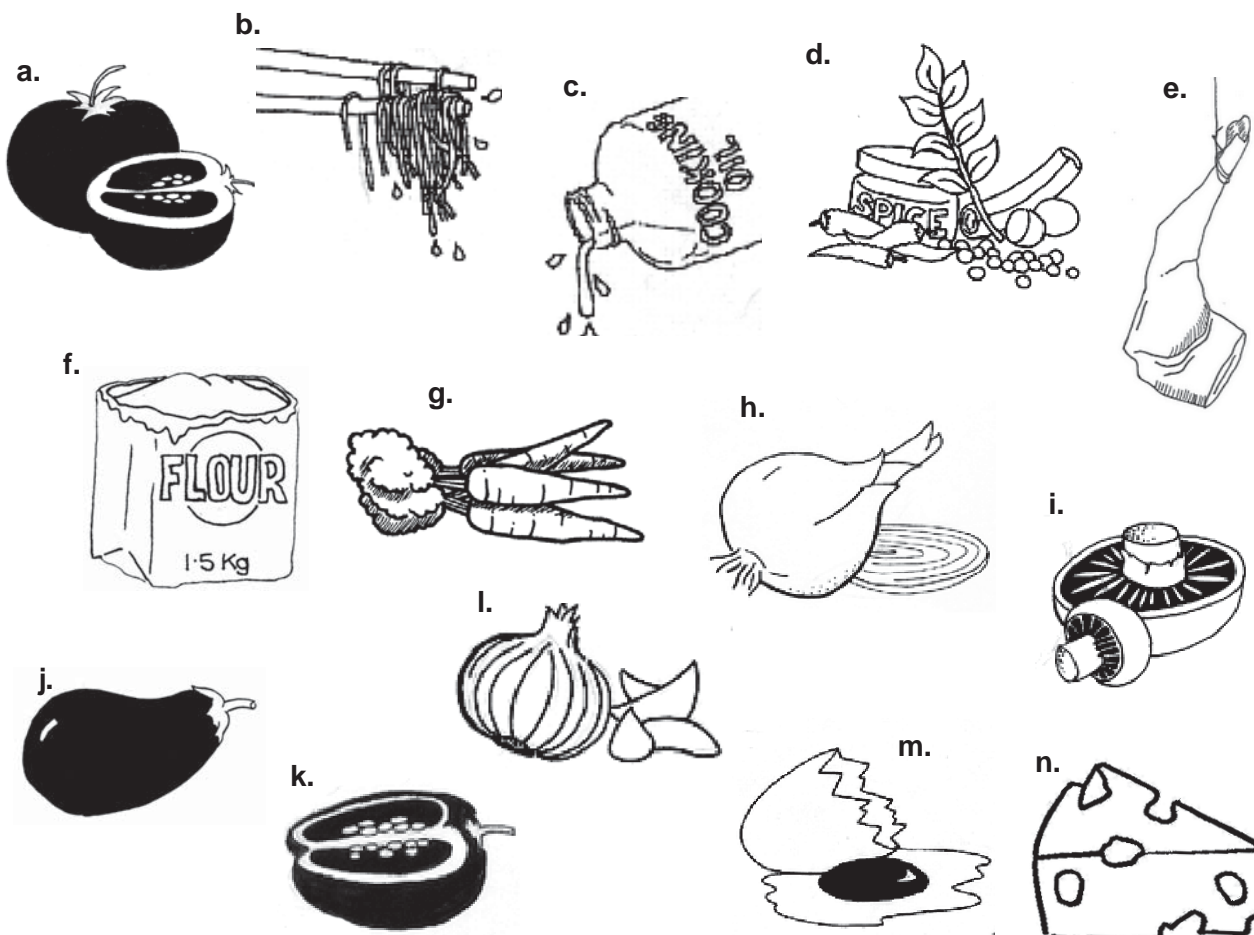 a.
b.
c.
COOKING
OIL
d.
SPICE
e.
f.
FLOUR
1.5 Kg
g.
h.
i.
j.
k.
l.
m.
n.